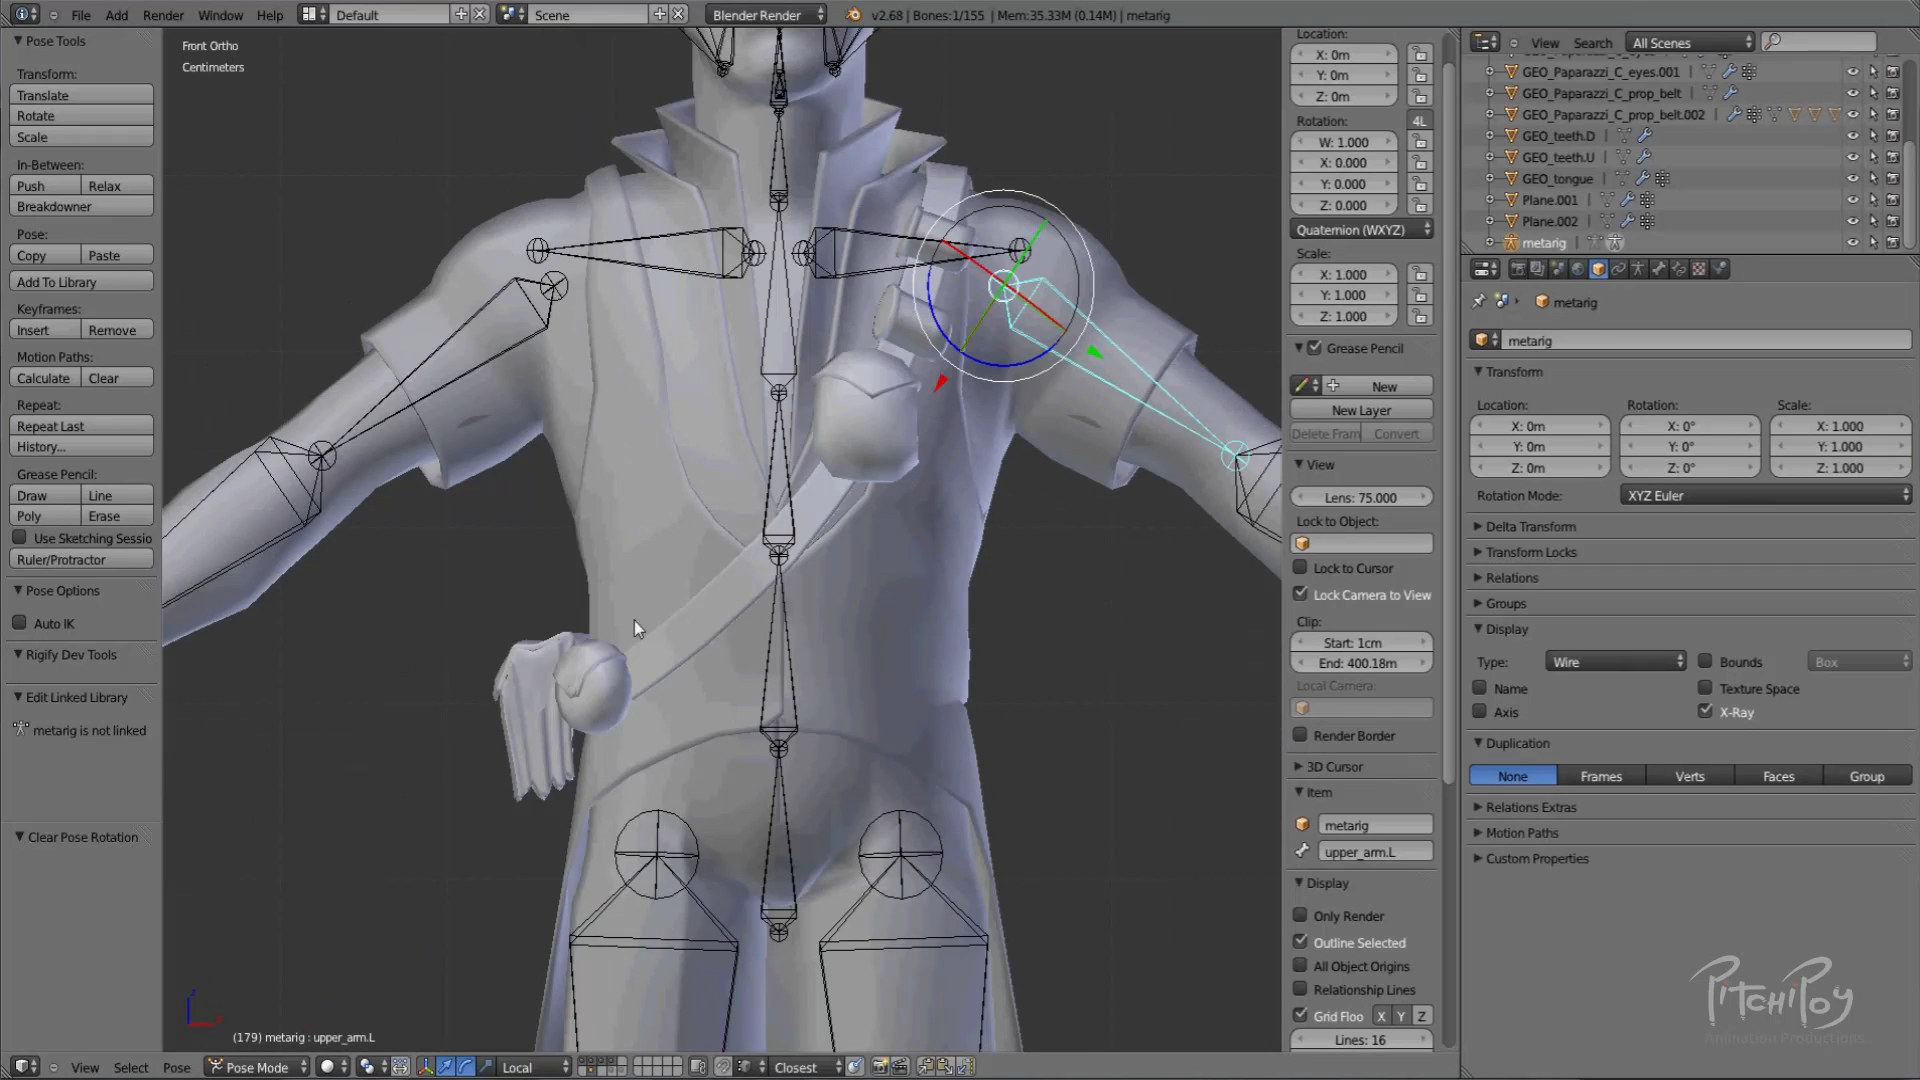 File Add Render Window Help Default Scene Blender Render v2.68 | Bones:1/155 | Mem:35.33M (0.14M) | metarig
Pose Tools
Transform:
Translate
Rotate
Scale
In-Between:
Push Relax
Breakdowner
Pose:
Copy Paste
Add To Library
Keyframes:
Insert Remove
Motion Paths:
Calculate Clear
Repeat:
Repeat Last
History...
Grease Pencil:
Draw Line
Poly Erase
Use Sketching Sessio
Ruler/Protractor
Pose Options
Auto IK
Rigify Dev Tools
Edit Linked Library
metarig is not linked
Clear Pose Rotation
Front Ortho
Centimeters
(179) metarig : upper_arm.L
View Select Pose Pose Mode Local Closest
Location:
X: 0m
Y: 0m
Z: 0m
Rotation: 4L
W: 1.000
X: 0.000
Y: 0.000
Z: 0.000
Quaternion (WXYZ)
Scale:
X: 1.000
Y: 1.000
Z: 1.000
Grease Pencil
New
New Layer
Delete Fram Convert
View
Lens: 75.000
Lock to Object:
Lock to Cursor
Lock Camera to View
Clip:
Start: 1cm
End: 400.18m
Local Camera:
Render Border
3D Cursor
Item
metarig
upper_arm.L
Display
Only Render
Outline Selected
All Object Origins
Relationship Lines
Grid Floo X Y Z
Lines: 16
View Search All Scenes
GEO_Paparazzi_C_eyes.001
GEO_Paparazzi_C_prop_belt
GEO_Paparazzi_C_prop_belt.002
GEO_teeth.D
GEO_teeth.U
GEO_tongue
Plane.001
Plane.002
metarig
metarig
metarig
Transform
Location: Rotation: Scale:
X: 0m X: 0° X: 1.000
Y: 0m Y: 0° Y: 1.000
Z: 0m Z: 0° Z: 1.000
Rotation Mode: XYZ Euler
Delta Transform
Transform Locks
Relations
Groups
Display
Type: Wire Bounds Box
Name Texture Space
Axis X-Ray
Duplication
None Frames Verts Faces Group
Relations Extras
Motion Paths
Custom Properties
PitchiPoy
Animation Productions